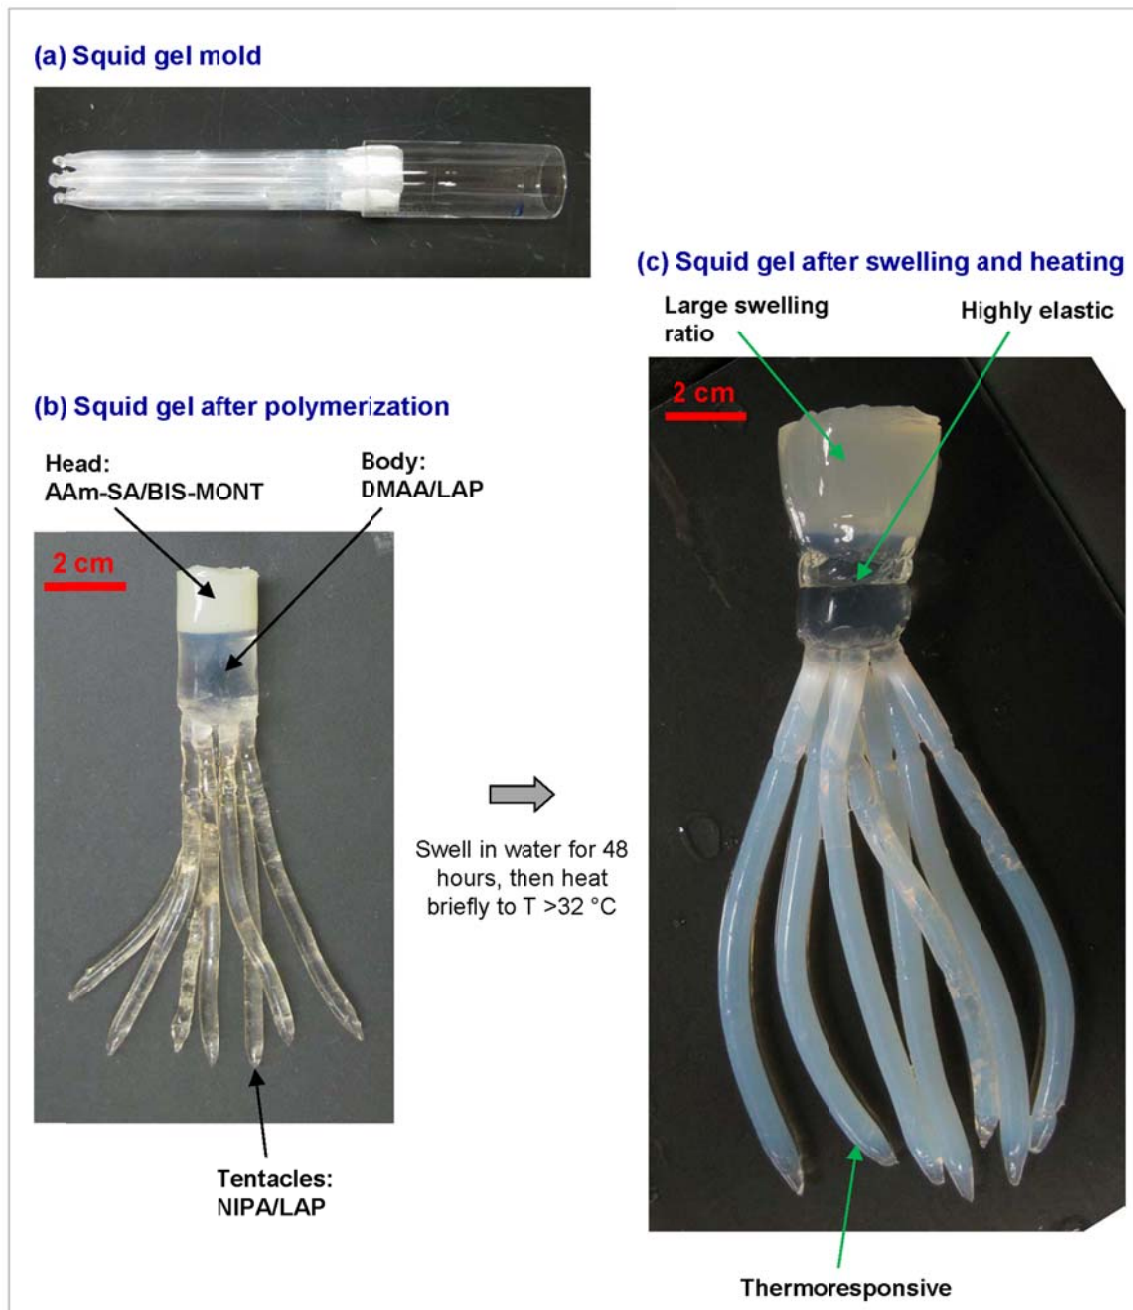 (a) Squid gel mold
(c) Squid gel after swelling and heating
Large swelling
ratio
Highly elastic
2 cm
(b) Squid gel after polymerization
Head:
AAm-SA/BIS-MONT
Body:
DMAA/LAP
2 cm
Swell in water for 48
hours, then heat
briefly to T >32 °C
Tentacles:
NIPA/LAP
Thermoresponsive